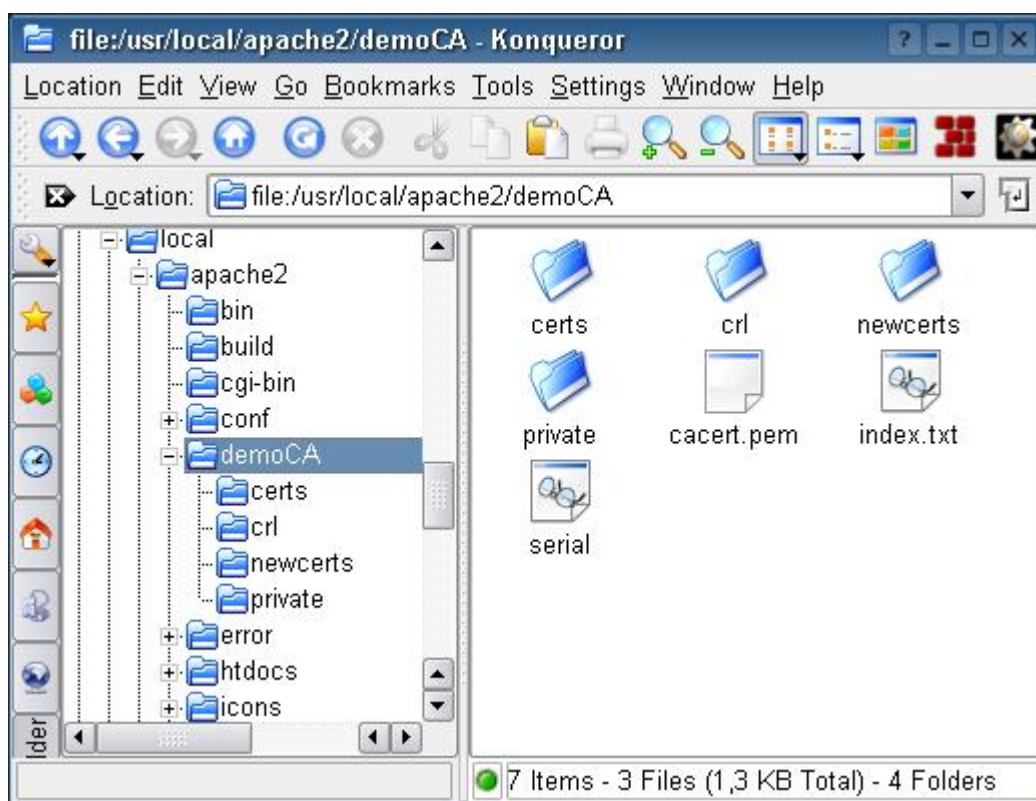 file:/usr/local/apache2/demoCA - Konqueror
Location Edit View Go Bookmarks Tools Settings Window Help
Location: file:/usr/local/apache2/demoCA
local
apache2
bin
build
cgi-bin
conf
demoCA
certs
crl
newcerts
private
error
htdocs
icons
lder
certs crl newcerts
private cacert.pem index.txt
serial
7 Items - 3 Files (1,3 KB Total) - 4 Folders